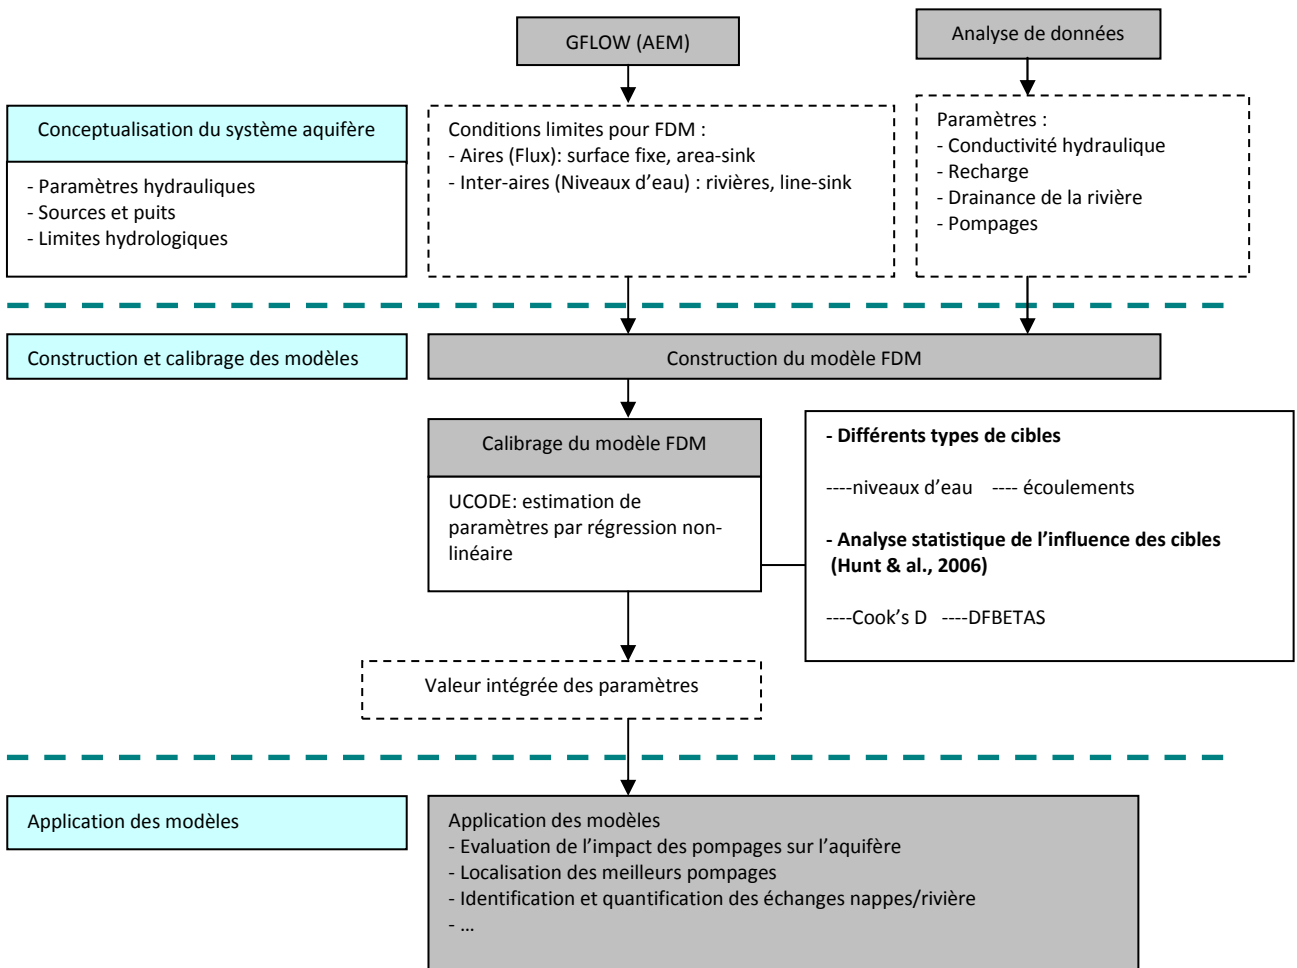 GFLOW (AEM)
Analyse de données
Conceptualisation du système aquifère
- Paramètres hydrauliques
- Sources et puits
- Limites hydrologiques
Conditions limites pour FDM :
- Aires (Flux): surface fixe, area-sink
- Inter-aires (Niveaux d’eau) : rivières, line-sink
Paramètres :
- Conductivité hydraulique
- Recharge
- Drainance de la rivière
- Pompages
Construction et calibrage des modèles
Construction du modèle FDM
Calibrage du modèle FDM
UCODE: estimation de
paramètres par régression non-
linéaire
- Différents types de cibles
----niveaux d’eau ---- écoulements
- Analyse statistique de l’influence des cibles
(Hunt & al., 2006)
----Cook’s D ----DFBETAS
Valeur intégrée des paramètres
Application des modèles
Application des modèles
- Evaluation de l’impact des pompages sur l’aquifère
- Localisation des meilleurs pompages
- Identification et quantification des échanges nappes/rivière
- …